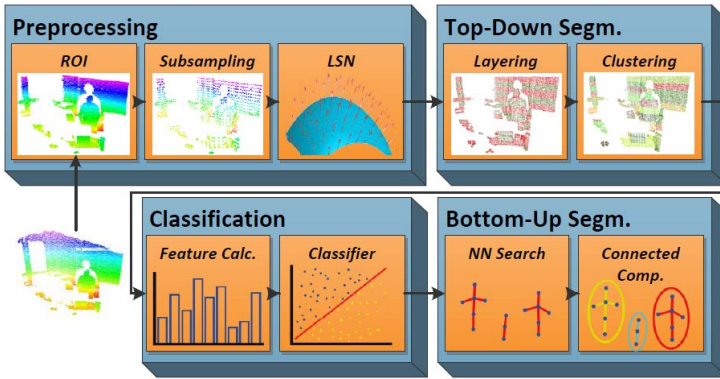 Preprocessing
ROI
Subsampling
LSN
Top-Down Segm.
Layering
Clustering
Classification
Feature Calc.
Classifier
Bottom-Up Segm.
NN Search
Connected
Comp.